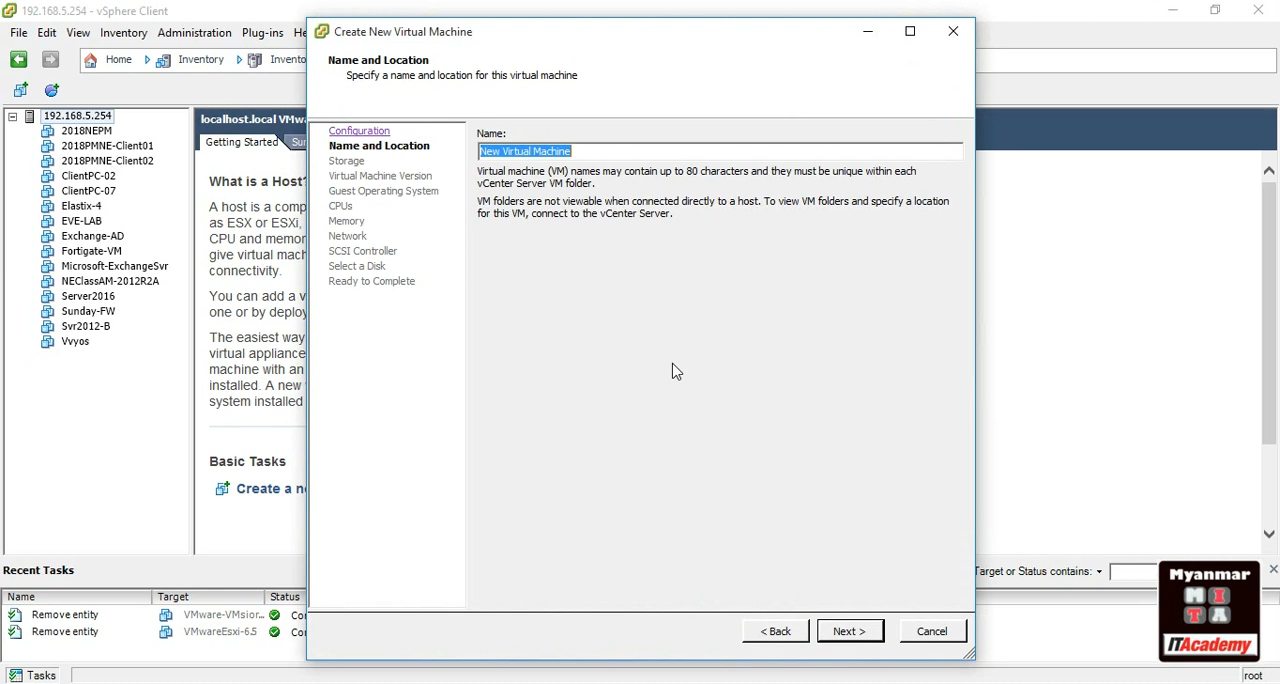 192.168.5.254 - vSphere Client
File Edit View Inventory Administration Plug-ins He
Home Inventory Invento
192.168.5.254
2018NEPM
2018PMNE-Client01
2018PMNE-Client02
ClientPC-02
ClientPC-07
Elastix-4
EVE-LAB
Exchange-AD
Fortigate-VM
Microsoft-ExchangeSvr
NEClassAM-2012R2A
Server2016
Sunday-FW
Svr2012-B
Vvyos
localhost.local VMwa
Getting Started Su
What is a Host?
A host is a comp
as ESX or ESXi,
CPU and memor
give virtual mach
connectivity.
You can add a v
one or by deploy
The easiest way
virtual appliance
machine with an
installed. A new
system installed
Basic Tasks
Create a ne
Create New Virtual Machine
Name and Location
Specify a name and location for this virtual machine
Configuration
Name and Location
Storage
Virtual Machine Version
Guest Operating System
CPUs
Memory
Network
SCSI Controller
Select a Disk
Ready to Complete
Name:
New Virtual Machine
Virtual machine (VM) names may contain up to 80 characters and they must be unique within each
vCenter Server VM folder.
VM folders are not viewable when connected directly to a host. To view VM folders and specify a location
for this VM, connect to the vCenter Server.
< Back Next > Cancel
Recent Tasks
Target or Status contains:
Name Target Status
Remove entity VMware-VMsior... Co
Remove entity VMwareEsxi-6.5 Co
Tasks
root
Myanmar
M I
T A
ITAcademy